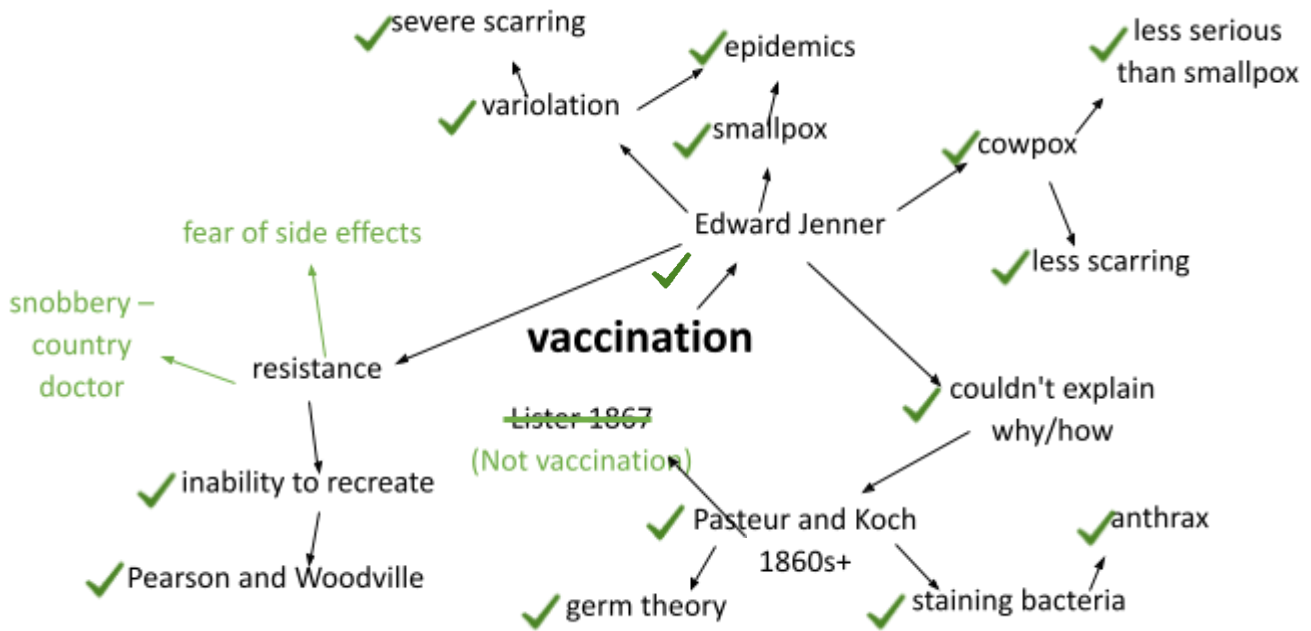 severe scarring
epidemics
less serious
than smallpox
variolation
smallpox
cowpox
Edward Jenner
fear of side effects
less scarring
snobbery –
country
doctor
vaccination
resistance
couldn't explain
why/how
Lister 1867
(Not vaccination)
inability to recreate
Pasteur and Koch
1860s+
anthrax
Pearson and Woodville
germ theory
staining bacteria